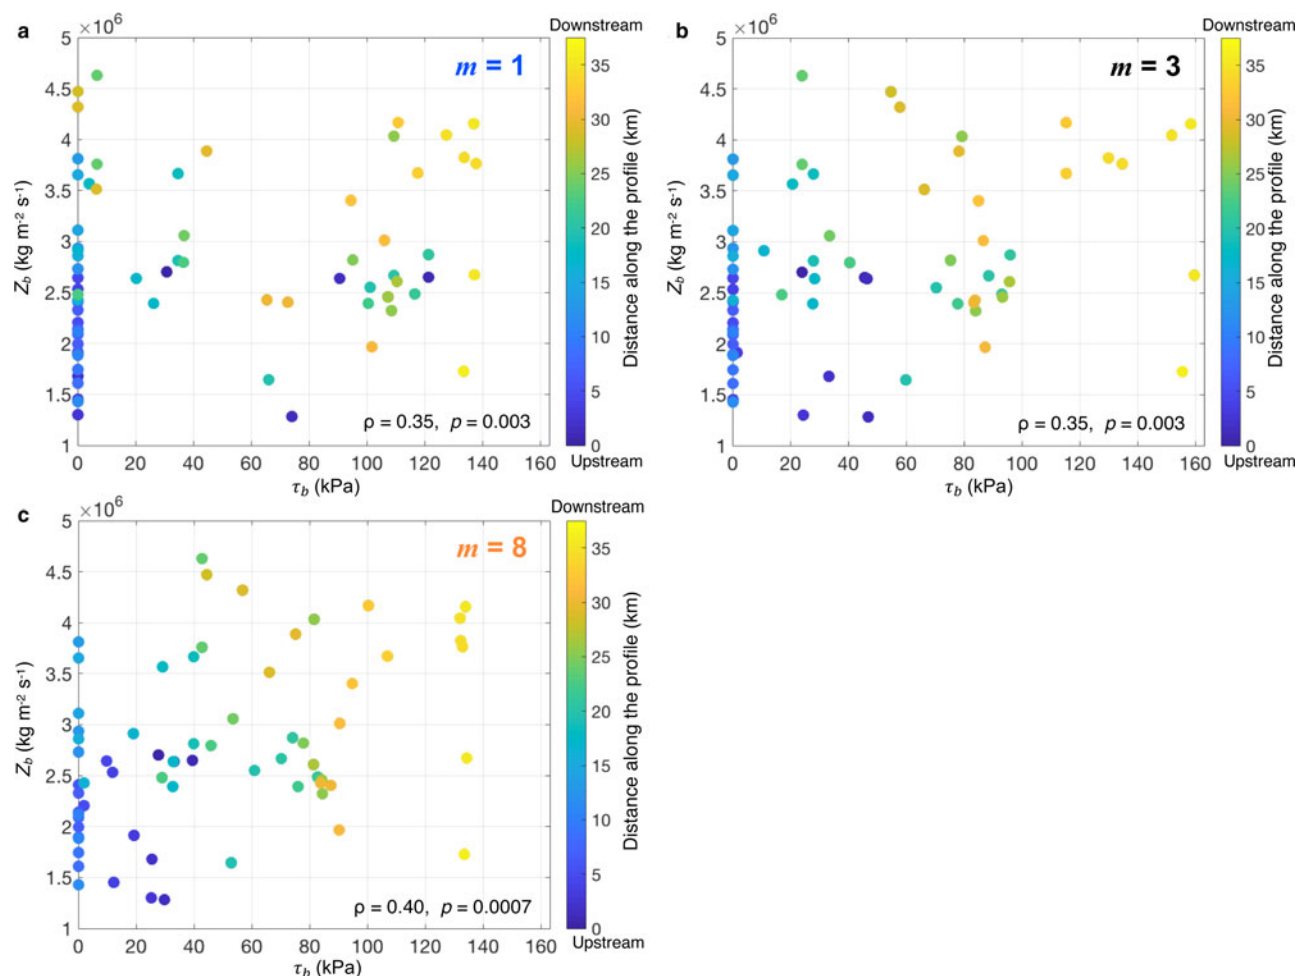 a
×10⁶
m = 1
Downstream
5
4.5
4
3.5
3
2.5
2
1.5
1
Z_b (kg m⁻² s⁻¹)
0 20 40 60 80 100 120 140 160
τ_b (kPa)
ρ = 0.35, p = 0.003
35
30
25
20
15
10
5
0
Distance along the profile (km)
Upstream
b
×10⁶
m = 3
Downstream
5
4.5
4
3.5
3
2.5
2
1.5
1
Z_b (kg m⁻² s⁻¹)
0 20 40 60 80 100 120 140 160
τ_b (kPa)
ρ = 0.35, p = 0.003
35
30
25
20
15
10
5
0
Distance along the profile (km)
Upstream
c
×10⁶
m = 8
Downstream
5
4.5
4
3.5
3
2.5
2
1.5
1
Z_b (kg m⁻² s⁻¹)
0 20 40 60 80 100 120 140 160
τ_b (kPa)
ρ = 0.40, p = 0.0007
35
30
25
20
15
10
5
0
Distance along the profile (km)
Upstream